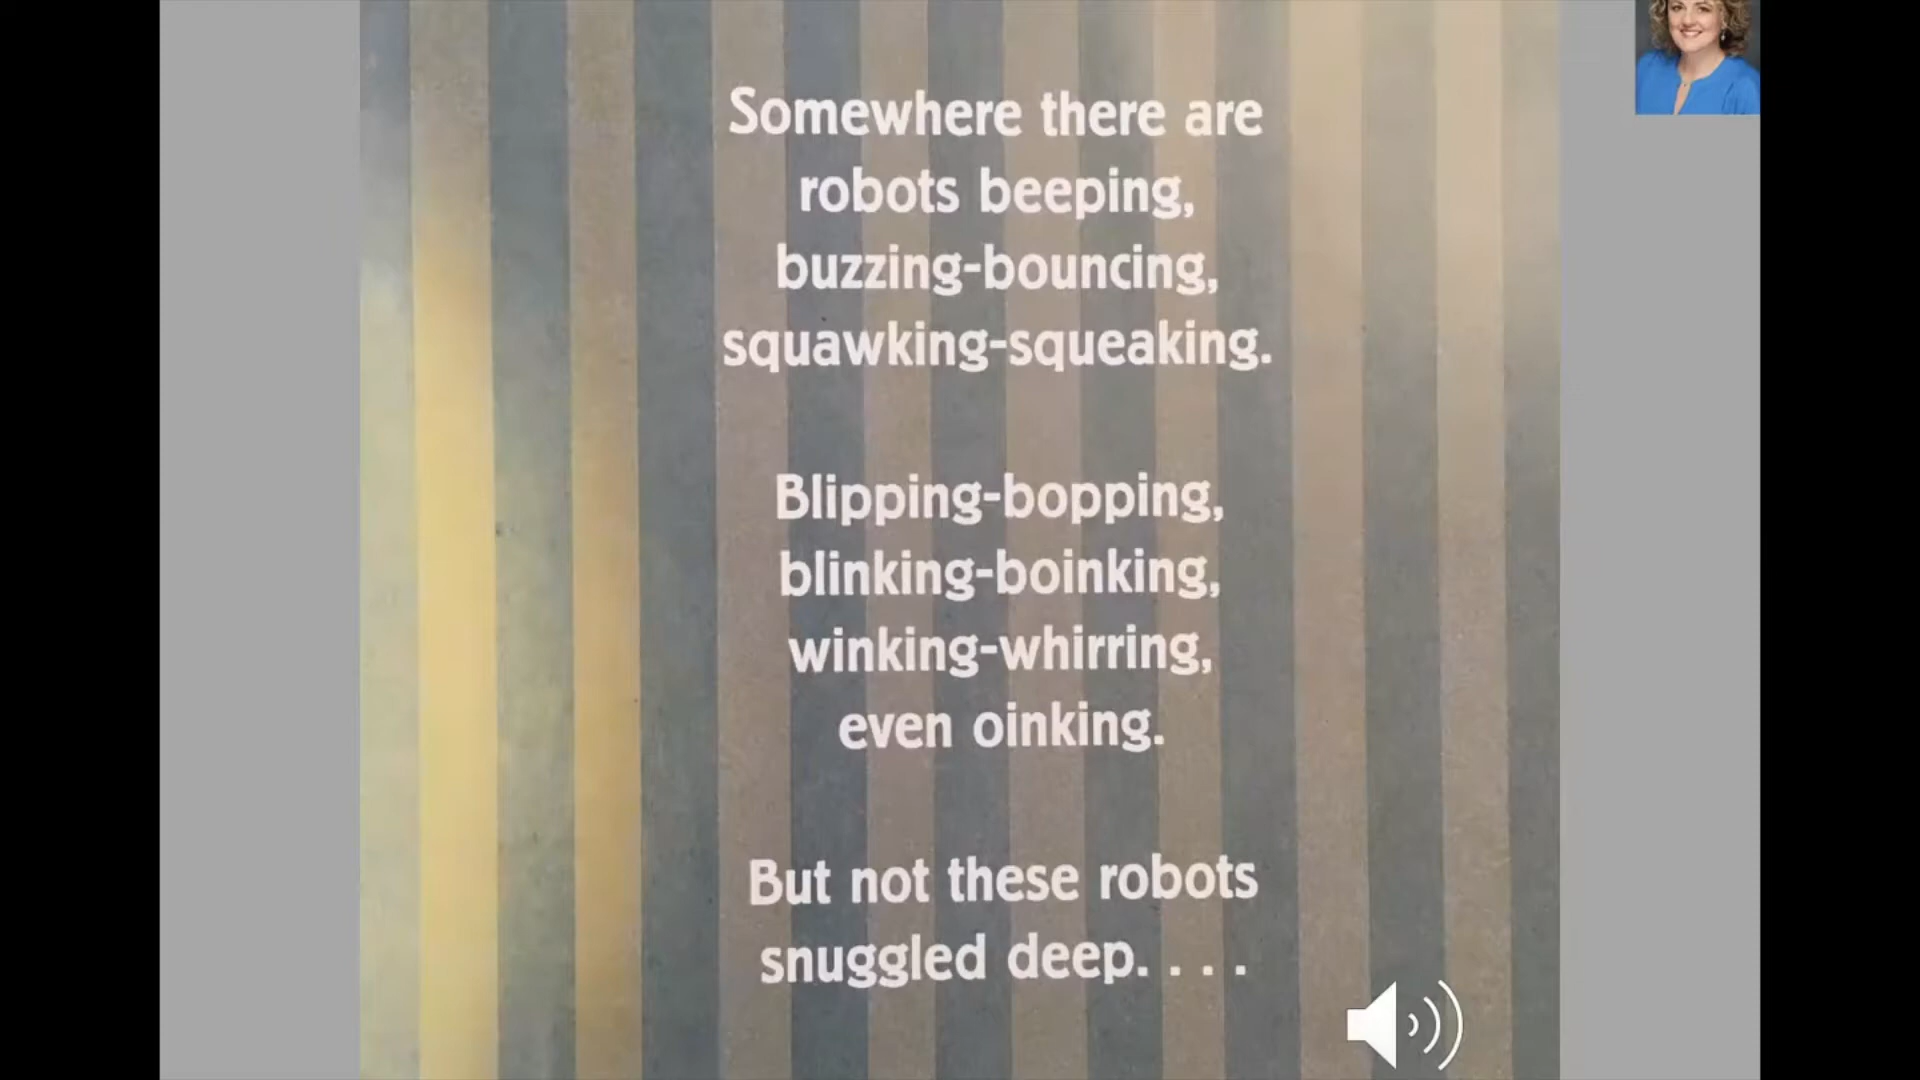 Somewhere there are
robots beeping,
buzzing-bouncing,
squawking-squeaking.
Blipping-bopping,
blinking-boinking,
winking-whirring,
even oinking.
But not these robots
snuggled deep. . . .